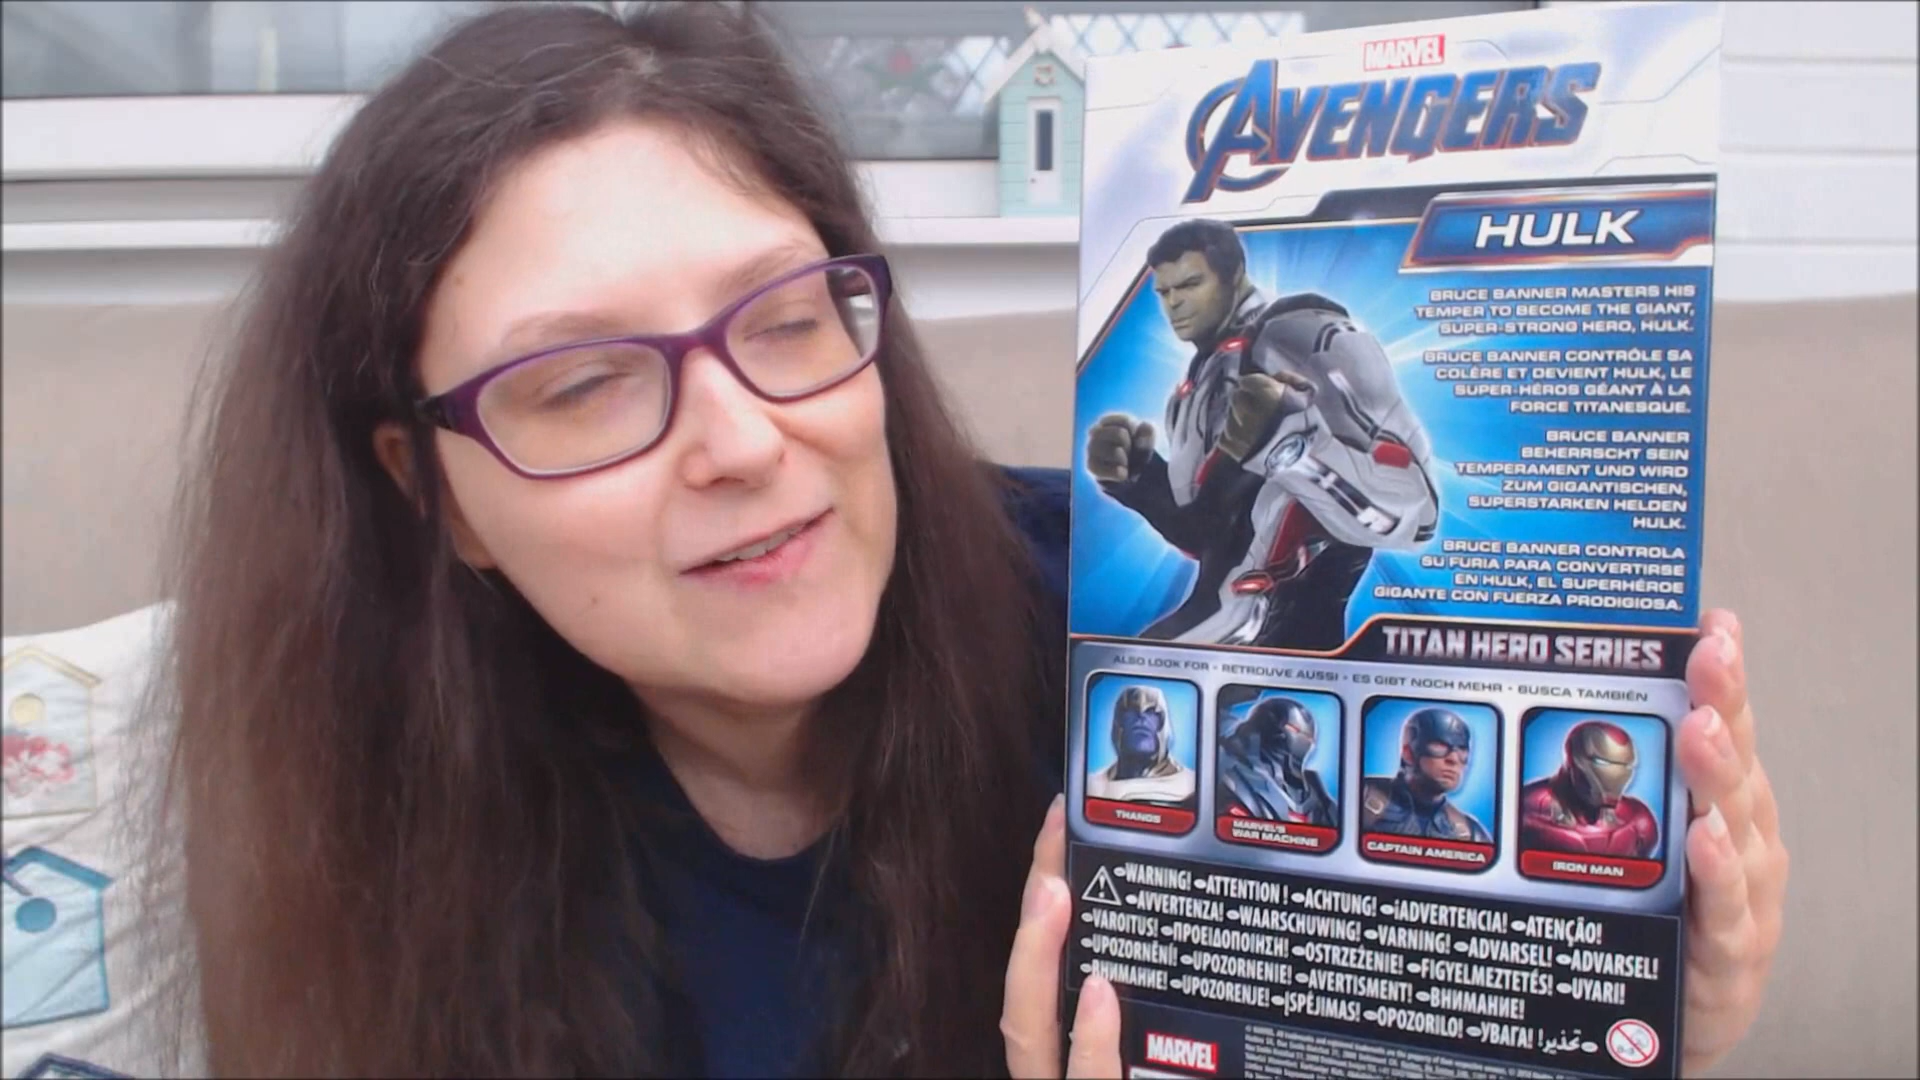 MARVEL
AVENGERS
HULK
BRUCE BANNER MASTERS HIS
TEMPER TO BECOME THE GIANT,
SUPER-STRONG HERO, HULK.
BRUCE BANNER CONTRÔLE SA
COLÈRE ET DEVIENT HULK, LE
SUPER-HÉROS GÉANT À LA
FORCE TITANESQUE.
BRUCE BANNER
BEHERRSCHT SEIN
TEMPERAMENT UND WIRD
ZUM GIGANTISCHEN,
SUPERSTARKEN HELDEN
HULK.
BRUCE BANNER CONTROLA
SU FURIA PARA CONVERTIRSE
EN HULK, EL SUPERHÉROE
GIGANTE CON FUERZA PRODIGIOSA.
TITAN HERO SERIES
ALSO LOOK FOR • RETROUVE AUSSI • ES GIBT NOCH MEHR • BUSCA TAMBIÉN
THANOS
MARVEL'S
WAR MACHINE
CAPTAIN AMERICA
IRON MAN
WARNING! ATTENTION ! ACHTUNG! ¡ADVERTENCIA! ATENÇÃO!
AVVERTENZA! WAARSCHUWING! VARNING! ADVARSEL! ADVARSEL!
VAROITUS! ΠΡΟΕΙΔΟΠΟΙΗΣΗ! OSTRZEŻENIE! FIGYELMEZTETÉS! UYARI!
UPOZORNĚNÍ! UPOZORNENIE! AVERTISMENT! ВНИМАНИЕ!
ВНИМАНИЕ! UPOZORENJE! ĮSPĖJIMAS! OPOZORILO! УВАГА! تحذير!
0-3
MARVEL